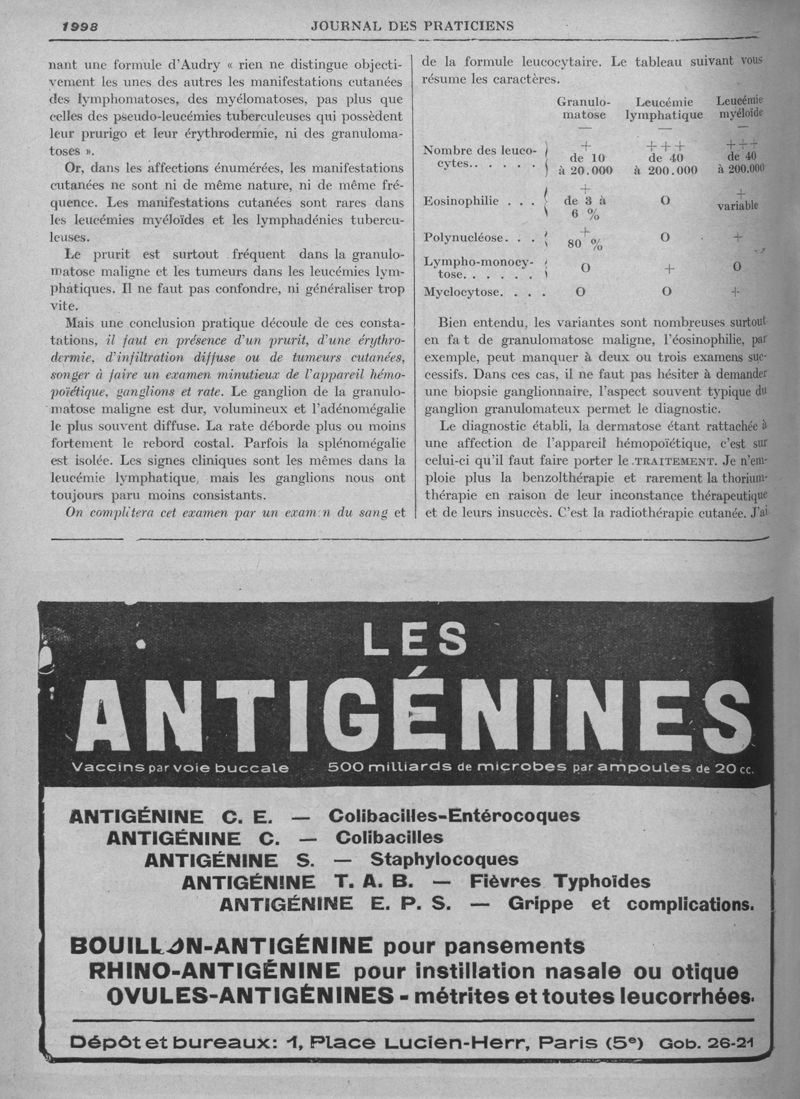 1998
JOURNAL DES PRATICIENS
nant une formule d'Audry « rien ne distingue objecti-
vement les unes des autres les manifestations cutanées
des lymphomatoses, des myélomatoses, pas plus que
celles des pseudo-leucémies tuberculeuses qui possèdent
leur prurigo et leur érythrodermie, ni des granuloma-
toses ».
Or, dans les affections énumérées, les manifestations
cutanées ne sont ni de même nature, ni de même fré-
quence. Les manifestations cutanées sont rares dans
les leucémies myéloïdes et les lymphadénies tubercu-
leuses.
Le prurit est surtout fréquent dans la granulo-
matose maligne et les tumeurs dans les leucémies lym-
phatiques. Il ne faut pas confondre, ni généraliser trop
vite.
Mais une conclusion pratique découle de ces consta-
tations, il faut en présence d'un prurit, d'une érythro-
dermie, d'infiltration diffuse ou de tumeurs cutanées,
songer à faire un examen minutieux de l'appareil hémo-
poïétique, ganglions et rate. Le ganglion de la granulo-
matose maligne est dur, volumineux et l'adénomégalie
le plus souvent diffuse. La rate déborde plus ou moins
fortement le rebord costal. Parfois la splénomégalie
est isolée. Les signes cliniques sont les mêmes dans la
leucémie lymphatique, mais les ganglions nous ont
toujours paru moins consistants.
On complètera cet examen par un examen du sang et
de la formule leucocytaire. Le tableau suivant vous
résume les caractères.
Granulo- Leucémie Leucémie
matose lymphatique myéloïde
— — —
Nombre des leuco- + +++ +++
cytes. . . . . . de 10 de 40 de 40
à 20.000 à 200.000 à 200.000
Eosinophilie . . . + de 3 à 6 % O + variable
Polynucléose. . . + 80 % O +
Lympho-monocy-
tose. . . . . . O + O
Myclocytose. . . . O O +
Bien entendu, les variantes sont nombreuses surtout
en fa t de granulomatose maligne, l'éosinophilie, par
exemple, peut manquer à deux ou trois examens suc-
cessifs. Dans ces cas, il ne faut pas hésiter à demander
une biopsie ganglionnaire, l'aspect souvent typique du
ganglion granulomateux permet le diagnostic.
Le diagnostic établi, la dermatose étant rattachée à
une affection de l'appareil hémopoïétique, c'est sur
celui-ci qu'il faut faire porter le TRAITEMENT. Je n'em-
ploie plus la benzolthérapie et rarement la thorium-
thérapie en raison de leur inconstance thérapeutique
et de leurs insuccès. C'est la radiothérapie cutanée. J'ai
LES
ANTIGÉNINES
Vaccins par voie buccale - 500 milliards de microbes par ampoules de 20 cc.
ANTIGÉNINE C. E. — Colibacilles-Entérocoques
ANTIGÉNINE C. — Colibacilles
ANTIGÉNINE S. — Staphylocoques
ANTIGÉNINE T. A. B. — Fièvres Typhoïdes
ANTIGÉNINE E. P. S. — Grippe et complications.
BOUILLON-ANTIGÉNINE pour pansements
RHINO-ANTIGÉNINE pour instillation nasale ou otique
OVULES-ANTIGÉNINES - métrites et toutes leucorrhées.
Dépôt et bureaux: 1, Place Lucien-Herr, Paris (5e) Gob. 26-21